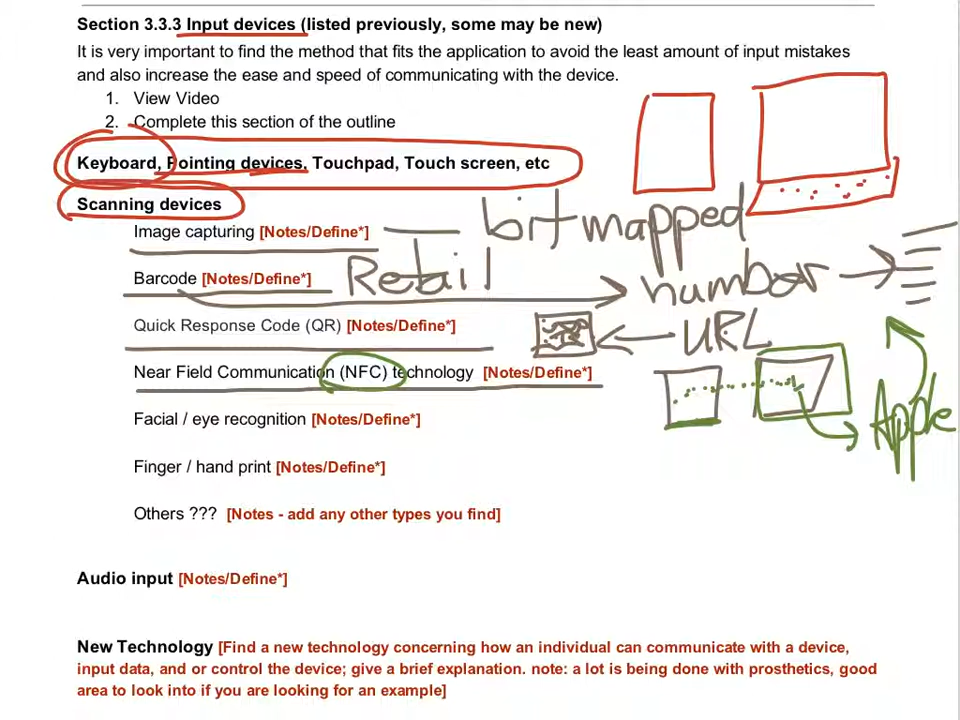 Section 3.3.3 Input devices (listed previously, some may be new)
It is very important to find the method that fits the application to avoid the least amount of input mistakes
and also increase the ease and speed of communicating with the device.
1. View Video
2. Complete this section of the outline
Keyboard, Pointing devices, Touchpad, Touch screen, etc
Scanning devices
Image capturing [Notes/Define*] bit mapped
Barcode [Notes/Define*] Retail number
Quick Response Code (QR) [Notes/Define*] URL
Near Field Communication (NFC) technology [Notes/Define*]
Facial / eye recognition [Notes/Define*] Apple
Finger / hand print [Notes/Define*]
Others ??? [Notes - add any other types you find]
Audio input [Notes/Define*]
New Technology [Find a new technology concerning how an individual can communicate with a device,
input data, and or control the device; give a brief explanation. note: a lot is being done with prosthetics, good
area to look into if you are looking for an example]